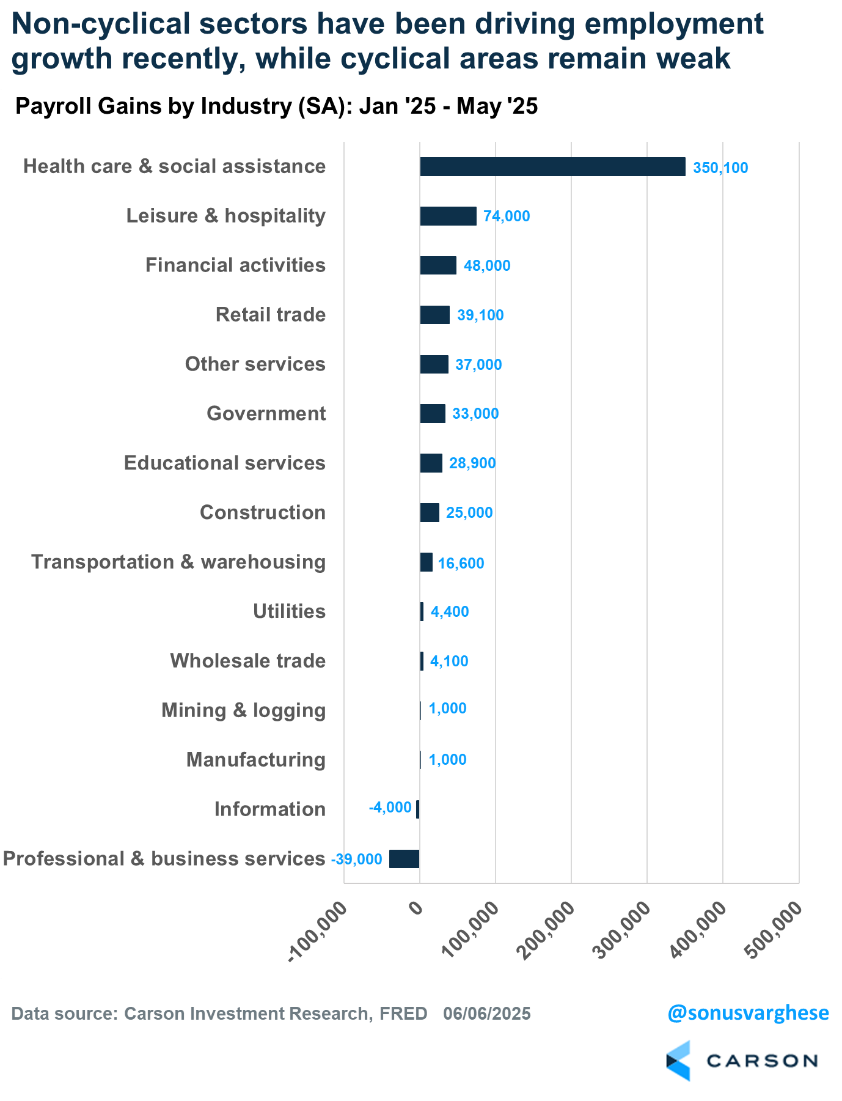 Non-cyclical sectors have been driving employment
growth recently, while cyclical areas remain weak
Payroll Gains by Industry (SA): Jan '25 - May '25
Health care & social assistance 350,100
Leisure & hospitality 74,000
Financial activities 48,000
Retail trade 39,100
Other services 37,000
Government 33,000
Educational services 28,900
Construction 25,000
Transportation & warehousing 16,600
Utilities 4,400
Wholesale trade 4,100
Mining & logging 1,000
Manufacturing 1,000
Information -4,000
Professional & business services -39,000
-100,000 0 100,000 200,000 300,000 400,000 500,000
Data source: Carson Investment Research, FRED 06/06/2025 @sonusvarghese
CARSON